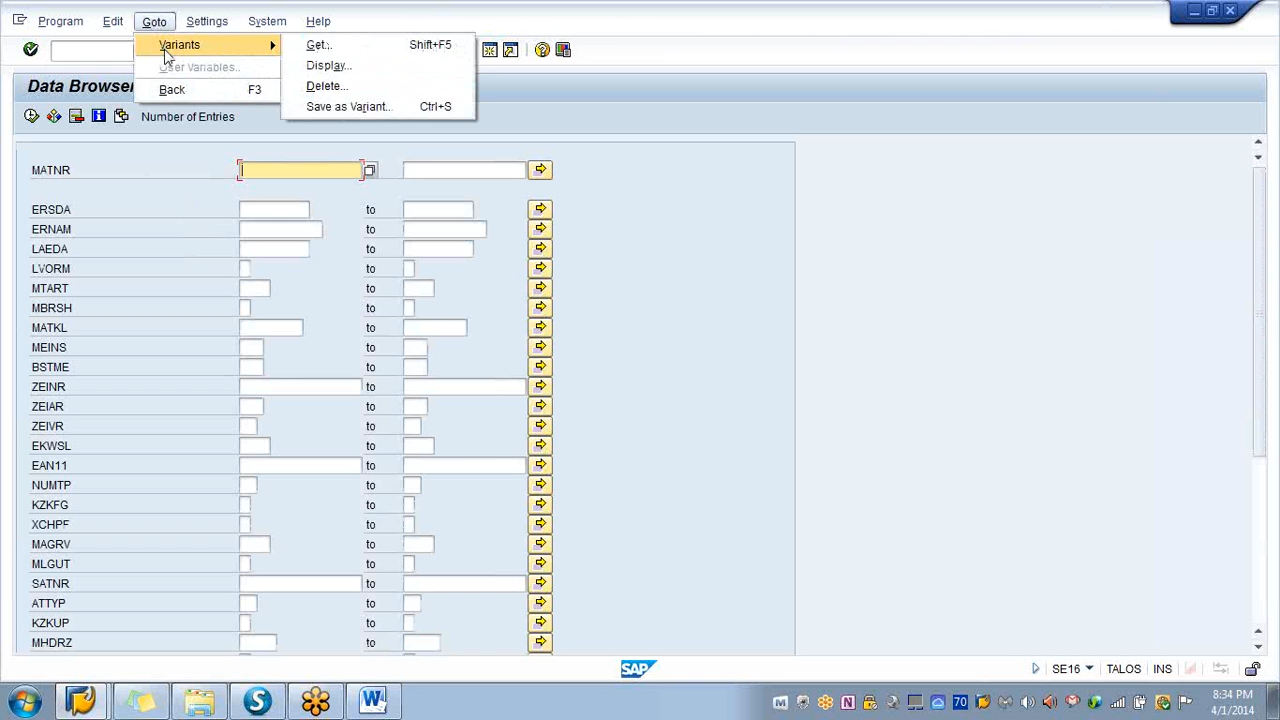 Program Edit Goto Settings System Help
Variants Get... Shift+F5
User Variables.. Display...
Data Browser Back F3 Delete...
Save as Variant... Ctrl+S
Number of Entries
MATNR
ERSDA to
ERNAM to
LAEDA to
LVORM to
MTART to
MBRSH to
MATKL to
MEINS to
BSTME to
ZEINR to
ZEIAR to
ZEIVR to
EKWSL to
EAN11 to
NUMTP to
KZKFG to
XCHPF to
MAGRV to
MLGUT to
SATNR to
ATTYP to
KZKUP to
MHDRZ to
SAP SE16 TALOS INS
70 8:34 PM
4/1/2014